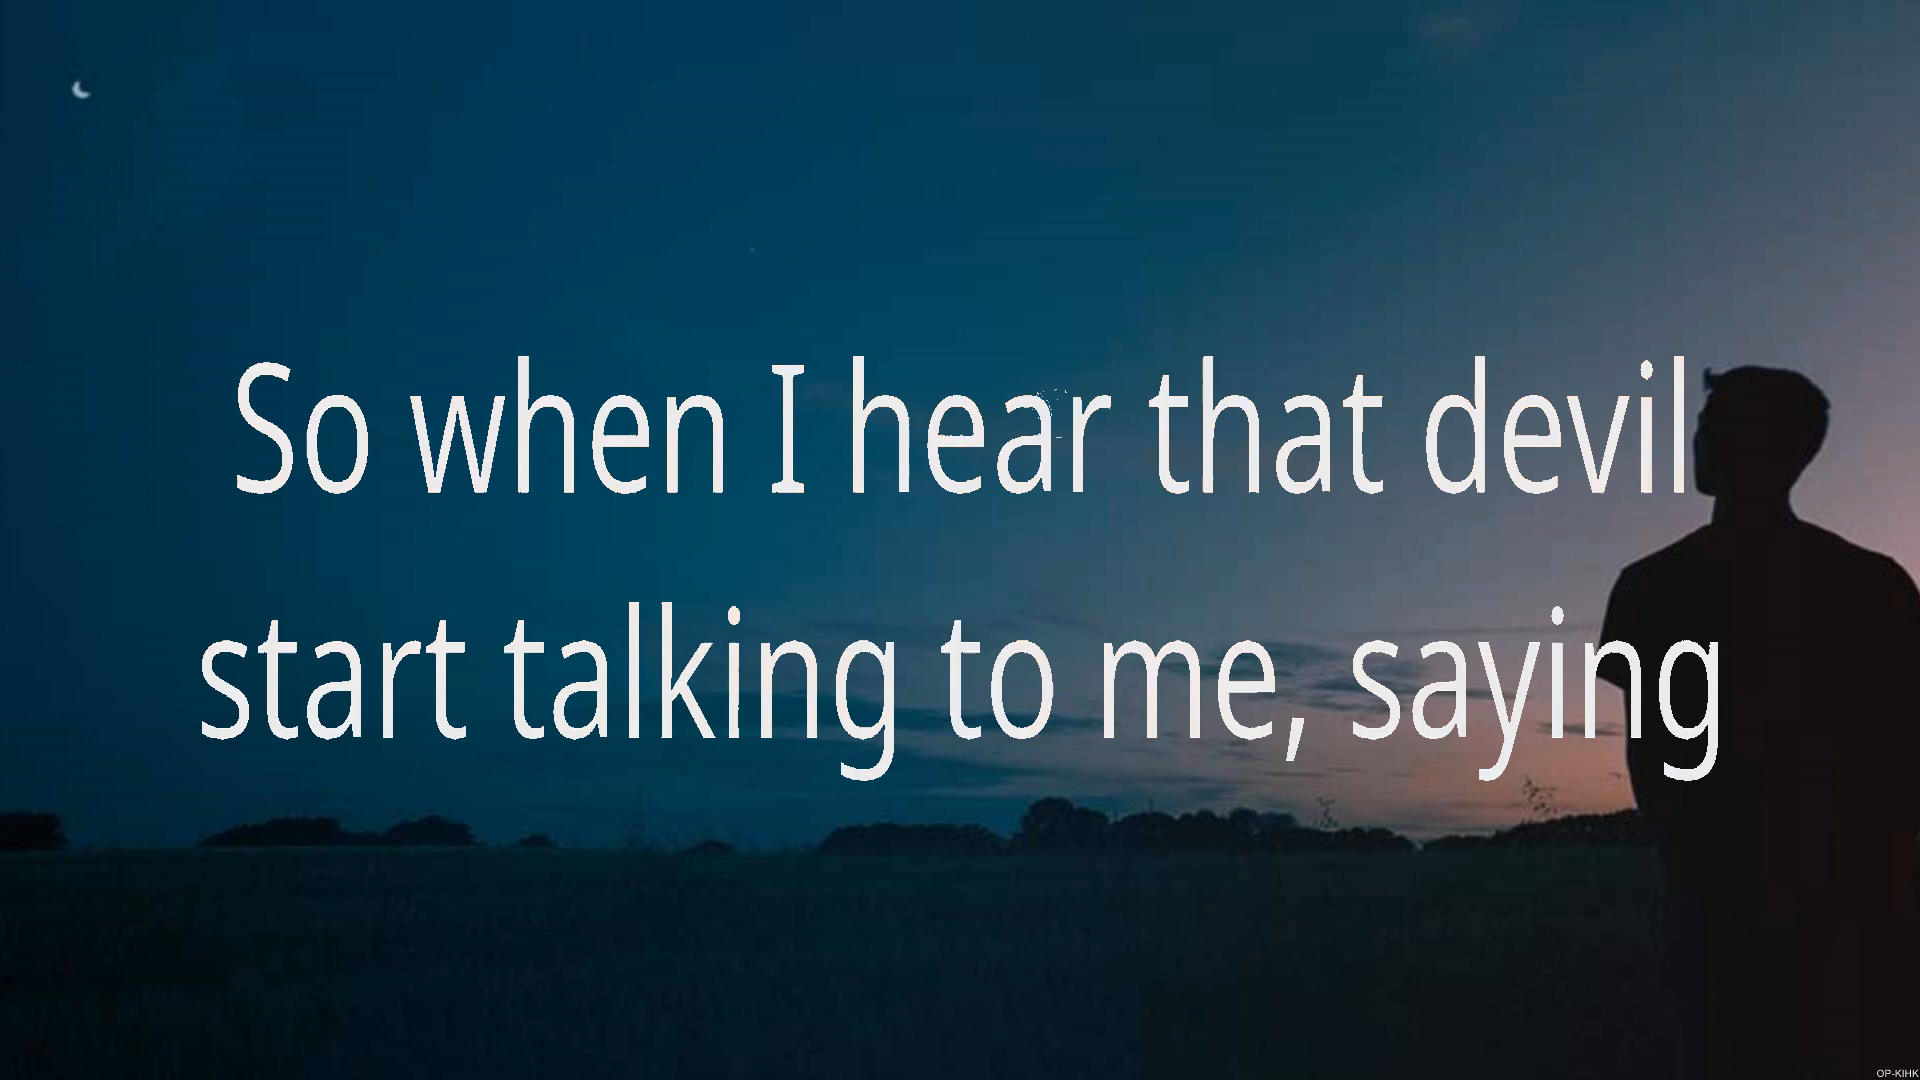 So when I hear that devil
start talking to me, saying
OP-KIHK